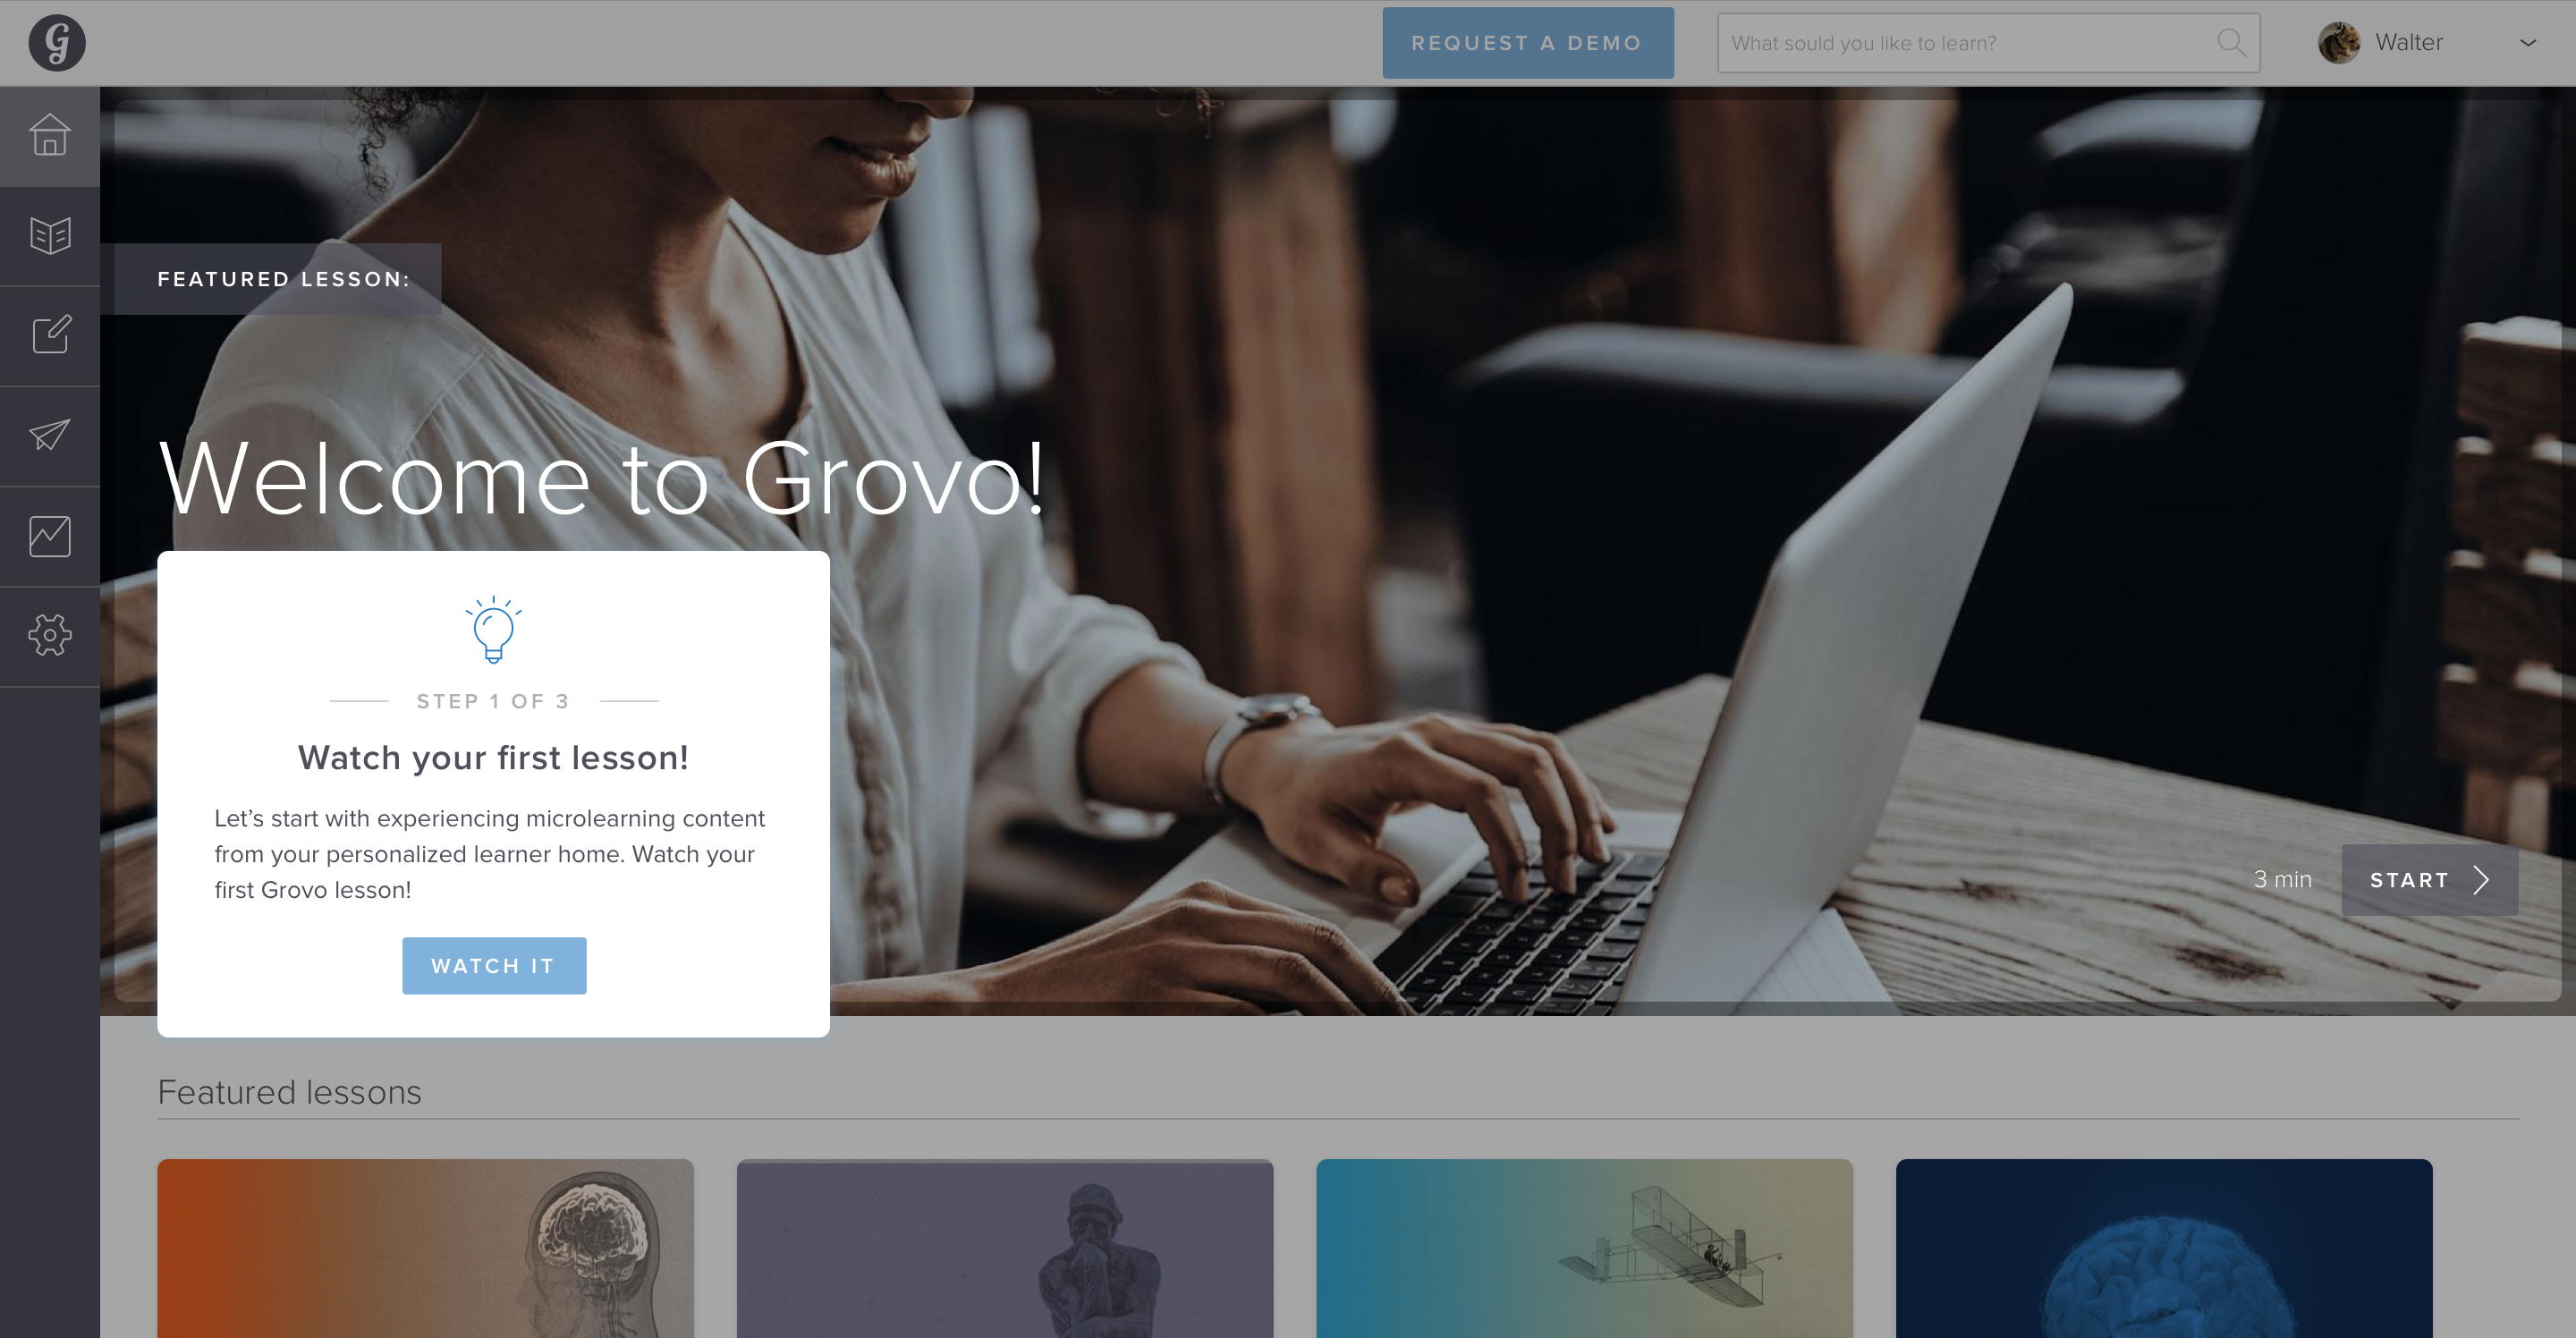 G
REQUEST A DEMO
What sould you like to learn?
Walter
FEATURED LESSON:
Welcome to Grovo!
STEP 1 OF 3
Watch your first lesson!
Let’s start with experiencing microlearning content
from your personalized learner home. Watch your
first Grovo lesson!
WATCH IT
3 min
START
Featured lessons